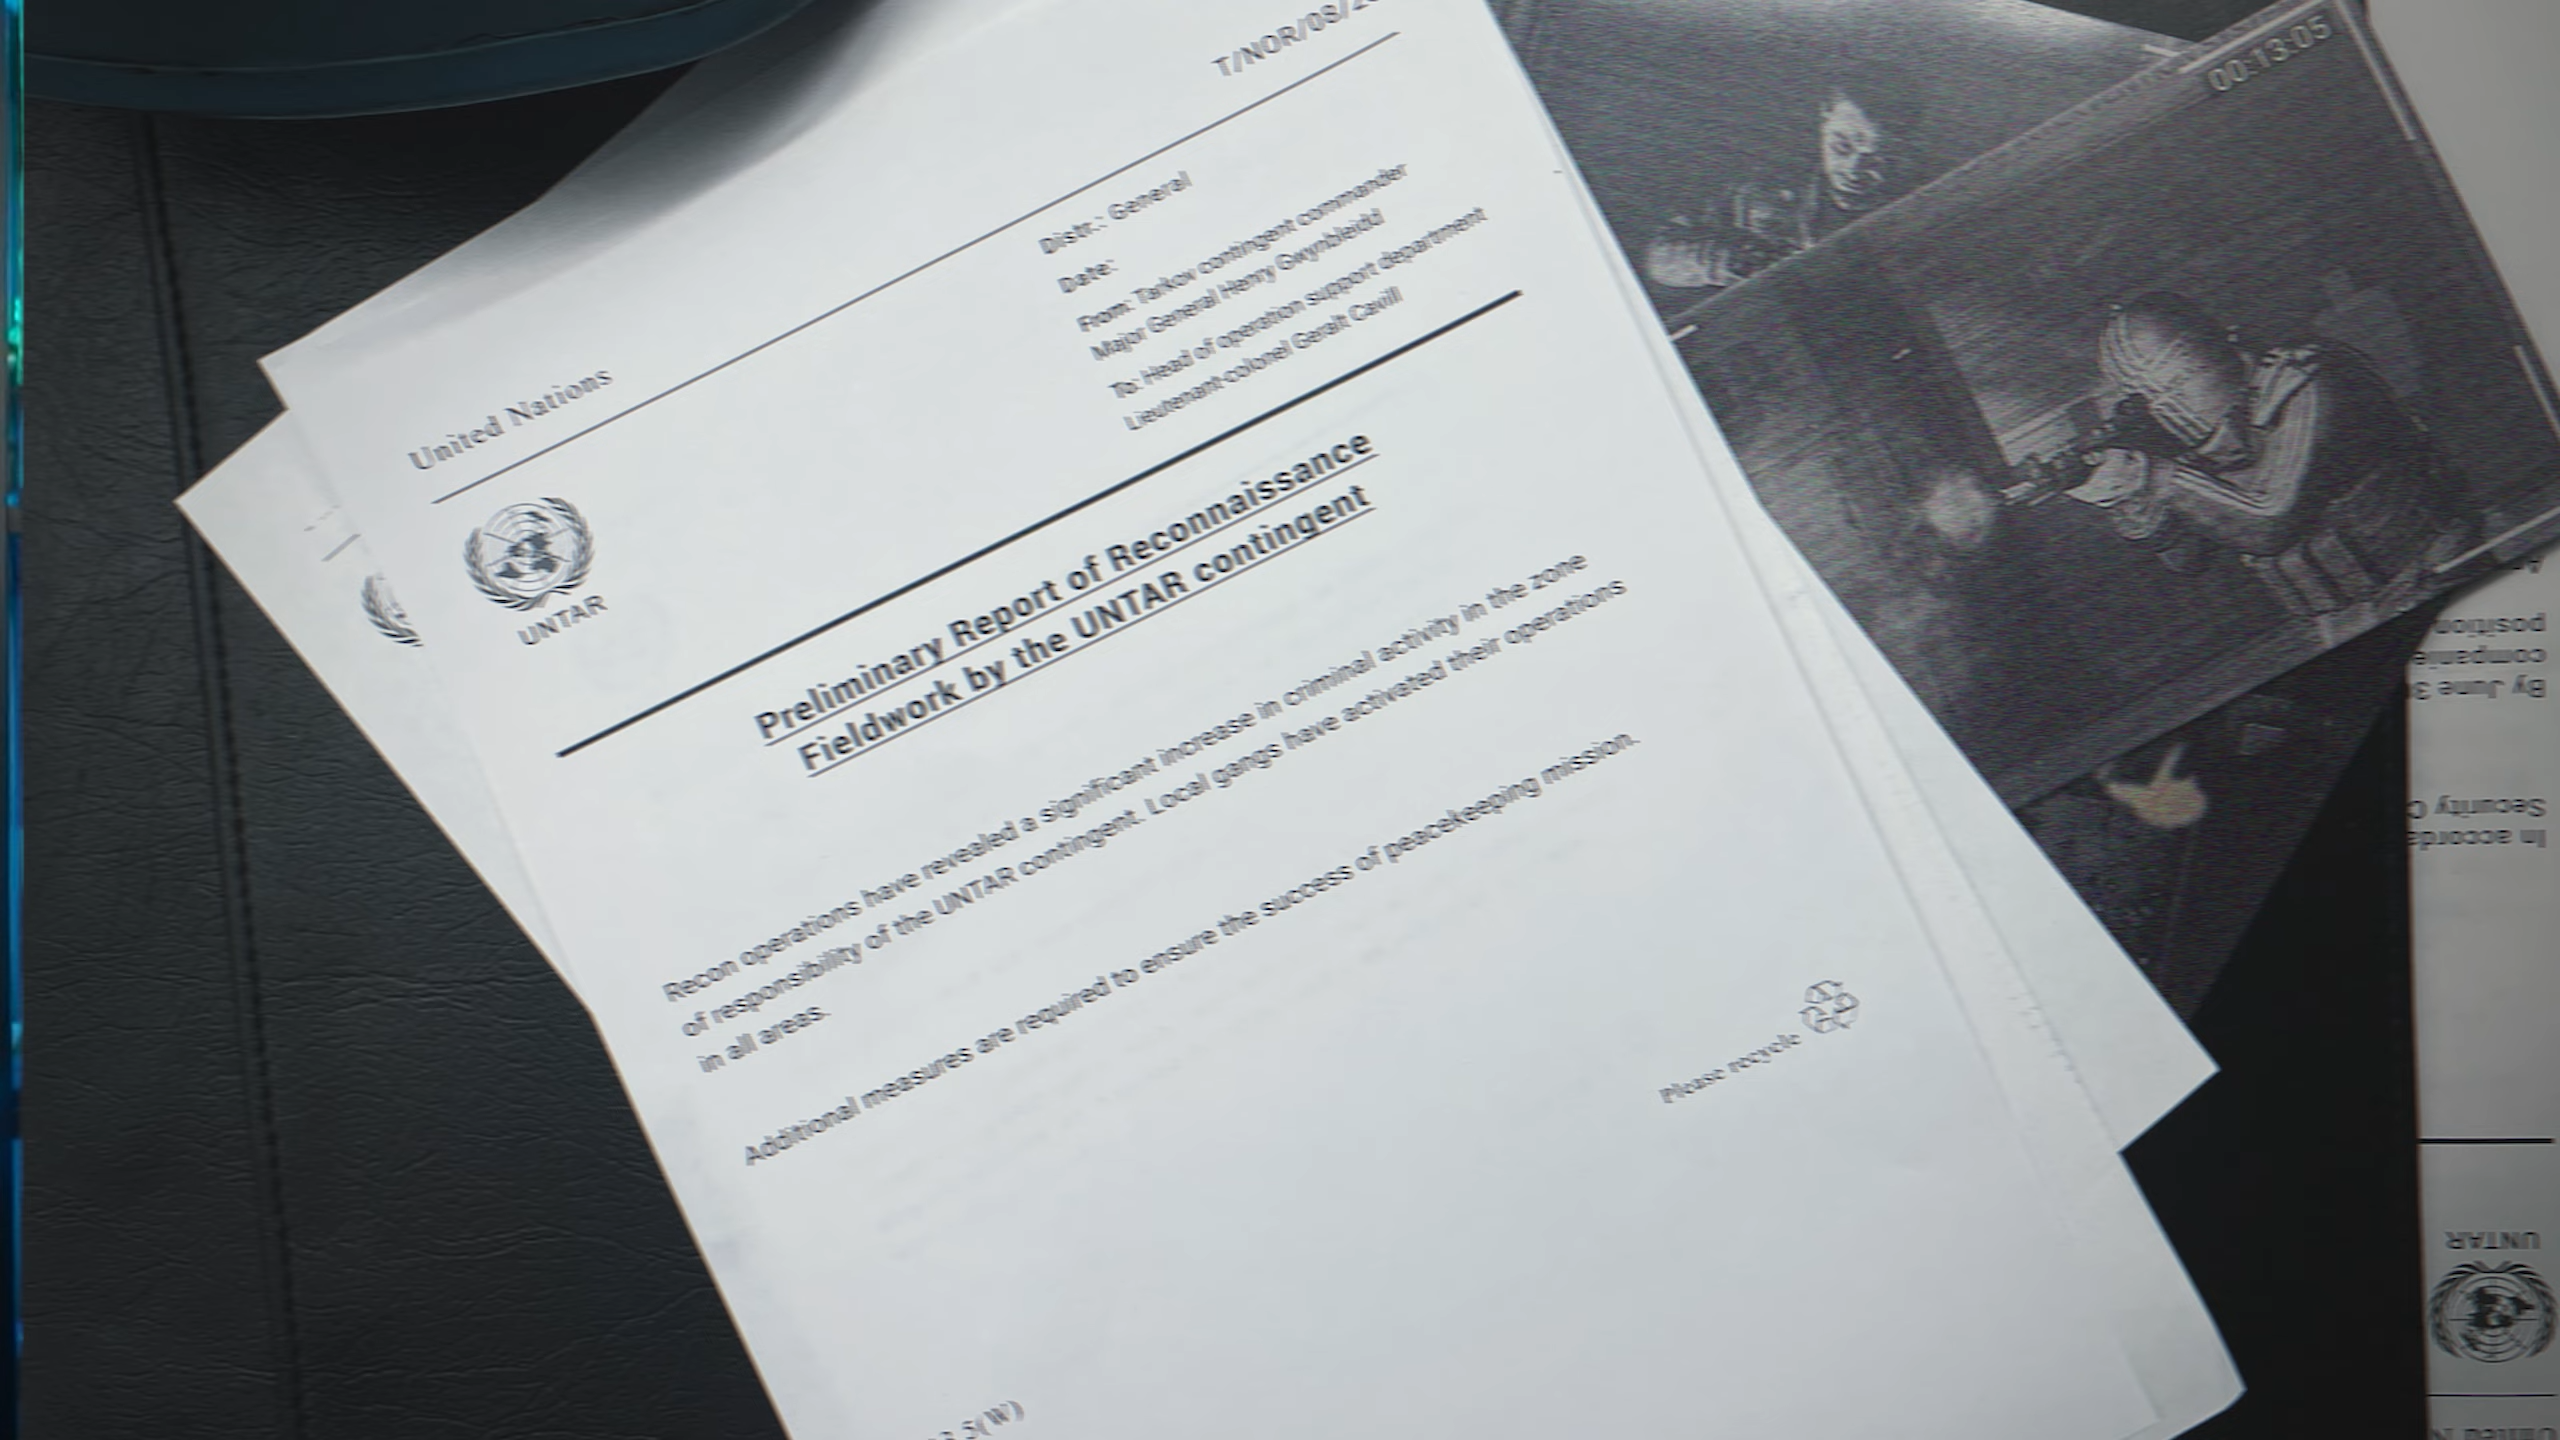 T/NOR/08/
United Nations
Distr.: General
Date:
From: Tarkov contingent commander
Major General Henry Gwynbleidd
To: Head of operation support department
Lieutenant-colonel Geralt Cavill
UNTAR
Preliminary Report of Reconnaissance
Fieldwork by the UNTAR contingent
Recon operations have revealed a significant increase in criminal activity in the zone
of responsibility of the UNTAR contingent. Local gangs have activated their operations
in all areas.
Additional measures are required to ensure the success of peacekeeping mission.
Please recycle
5(W)
00:13:05
UNTAR
In accorda
Security C
By June 3
companie
position